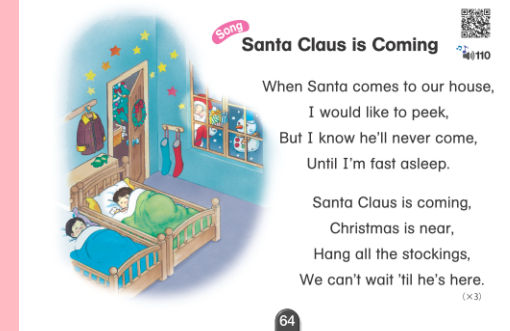 Song
Santa Claus is Coming
110
When Santa comes to our house,
I would like to peek,
But I know he'll never come,
Until I'm fast asleep.
Santa Claus is coming,
Christmas is near,
Hang all the stockings,
We can't wait 'til he's here.
(×3)
64